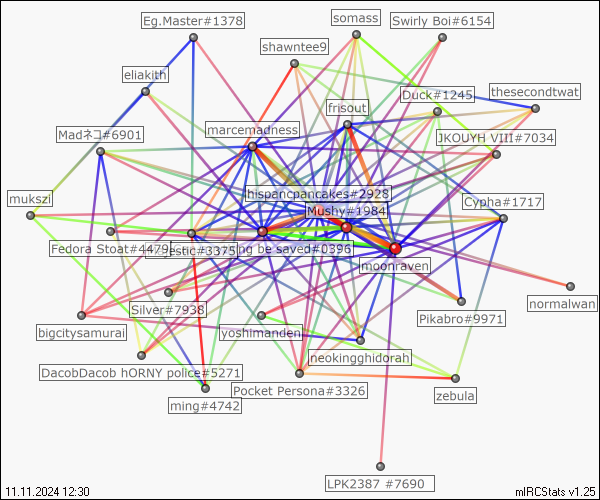 Eg.Master#1378
somass
Swirly Boi#6154
shawntee9
eliakith
Duck#1245
thesecondtwat
frisout
marcemadness
Madネコ#6901
JKOUYH VIII#7034
hispancpancakes#2928
mukszi
Mushy#1984
Cypha#1717
Fedora Stoat#4479
estic#3375
ng be saved#0396
moonraven
Silver#7938
normalwan
Pikabro#9971
bigcitysamurai
yoshimanden
neokingghidorah
DacobDacob hORNY police#5271
Pocket Persona#3326
zebula
ming#4742
LPK2387 #7690
11.11.2024 12:30
mIRCStats v1.25